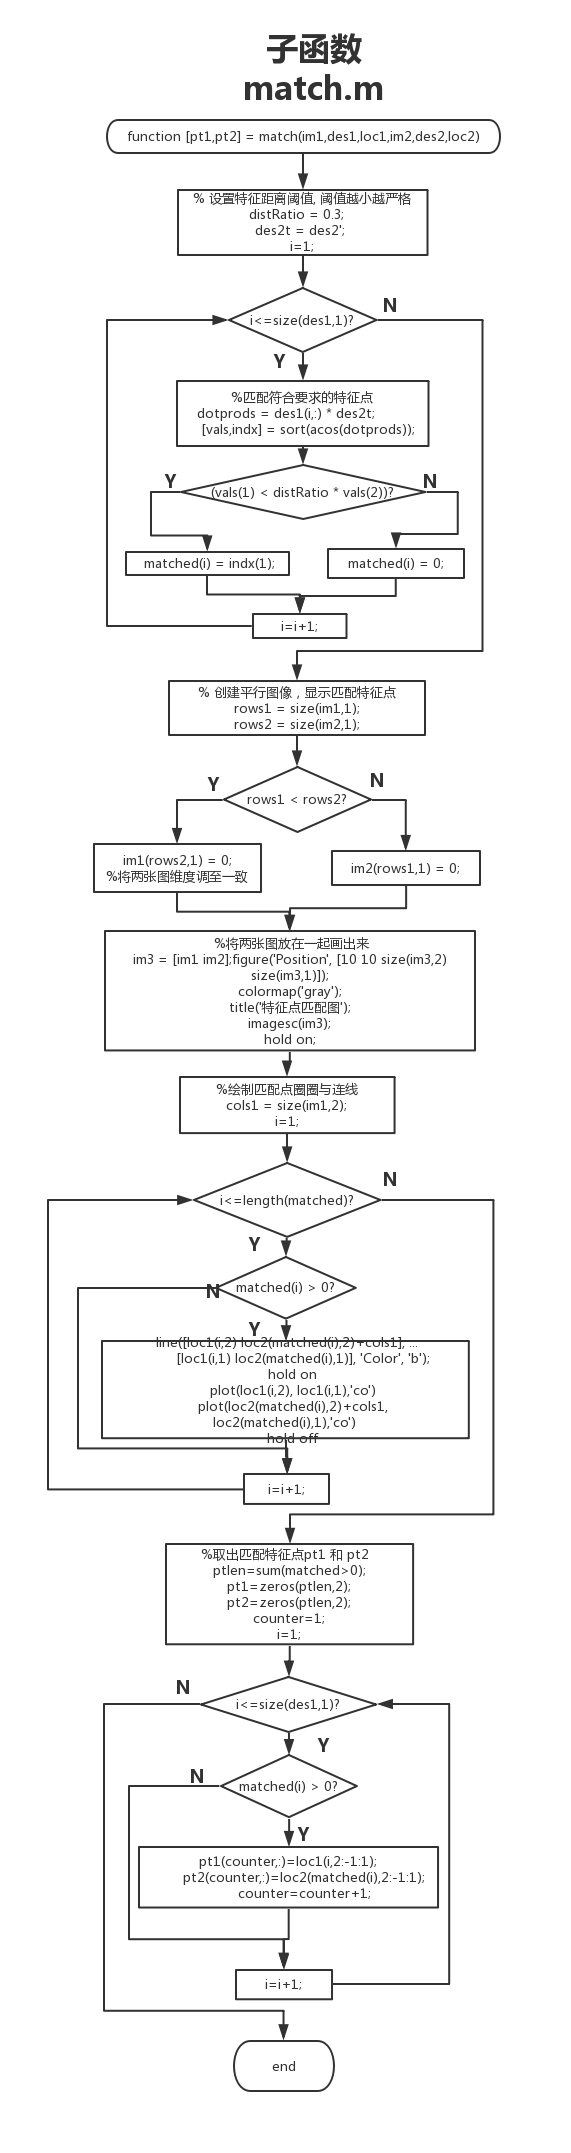 子函数
match.m
function [pt1,pt2] = match(im1,des1,loc1,im2,des2,loc2)
% 设置特征距离阈值, 阈值越小越严格
distRatio = 0.3;
des2t = des2';
i=1;
i<=size(des1,1)?
N
Y
%匹配符合要求的特征点
dotprods = des1(i,:) * des2t;
[vals,indx] = sort(acos(dotprods));
Y
(vals(1) < distRatio * vals(2))?
N
matched(i) = indx(1);
matched(i) = 0;
i=i+1;
% 创建平行图像，显示匹配特征点
rows1 = size(im1,1);
rows2 = size(im2,1);
Y
rows1 < rows2?
N
im1(rows2,1) = 0;
%将两张图维度调至一致
im2(rows1,1) = 0;
%将两张图放在一起画出来
im3 = [im1 im2];figure('Position', [10 10 size(im3,2)
size(im3,1)]);
colormap('gray');
title('特征点匹配图');
imagesc(im3);
hold on;
%绘制匹配点圈圈与连线
cols1 = size(im1,2);
i=1;
i<=length(matched)?
N
Y
N
matched(i) > 0?
Y
line([loc1(i,2) loc2(matched(i),2)+cols1], ...
[loc1(i,1) loc2(matched(i),1)], 'Color', 'b');
hold on
plot(loc1(i,2), loc1(i,1),'co')
plot(loc2(matched(i),2)+cols1,
loc2(matched(i),1),'co')
hold off
i=i+1;
%取出匹配特征点pt1 和 pt2
ptlen=sum(matched>0);
pt1=zeros(ptlen,2);
pt2=zeros(ptlen,2);
counter=1;
i=1;
N
i<=size(des1,1)?
Y
N
matched(i) > 0?
Y
pt1(counter,:)=loc1(i,2:-1:1);
pt2(counter,:)=loc2(matched(i),2:-1:1);
counter=counter+1;
i=i+1;
end